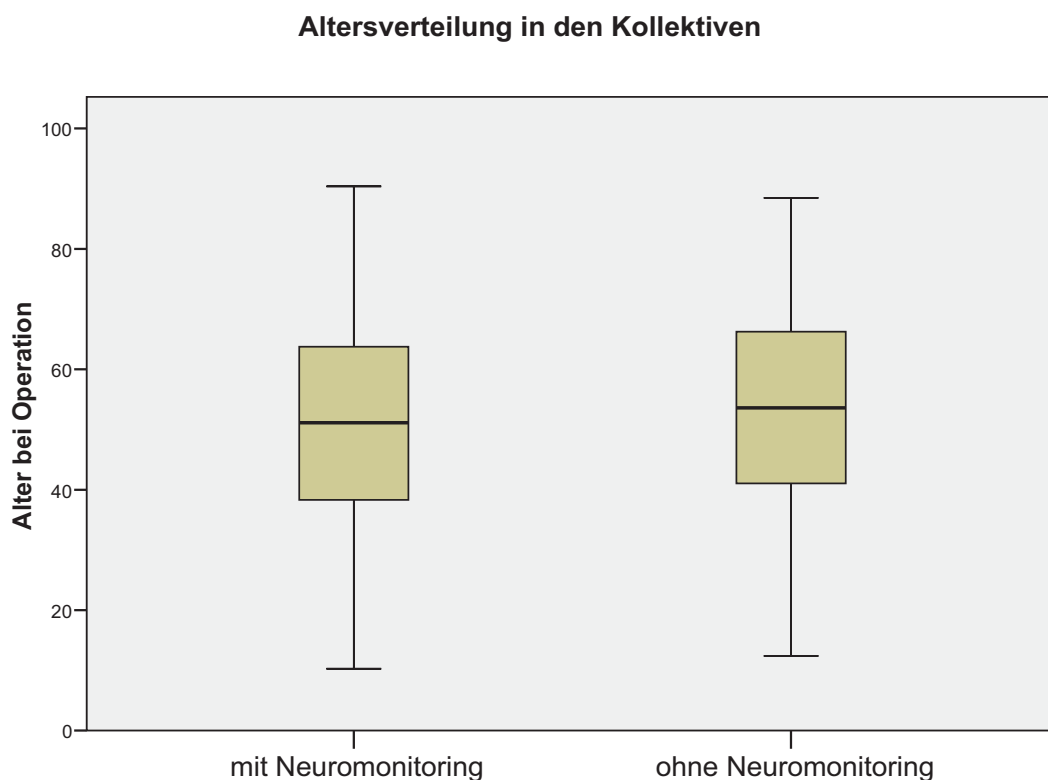 Altersverteilung in den Kollektiven
Alter bei Operation
100
80
60
40
20
0
mit Neuromonitoring
ohne Neuromonitoring